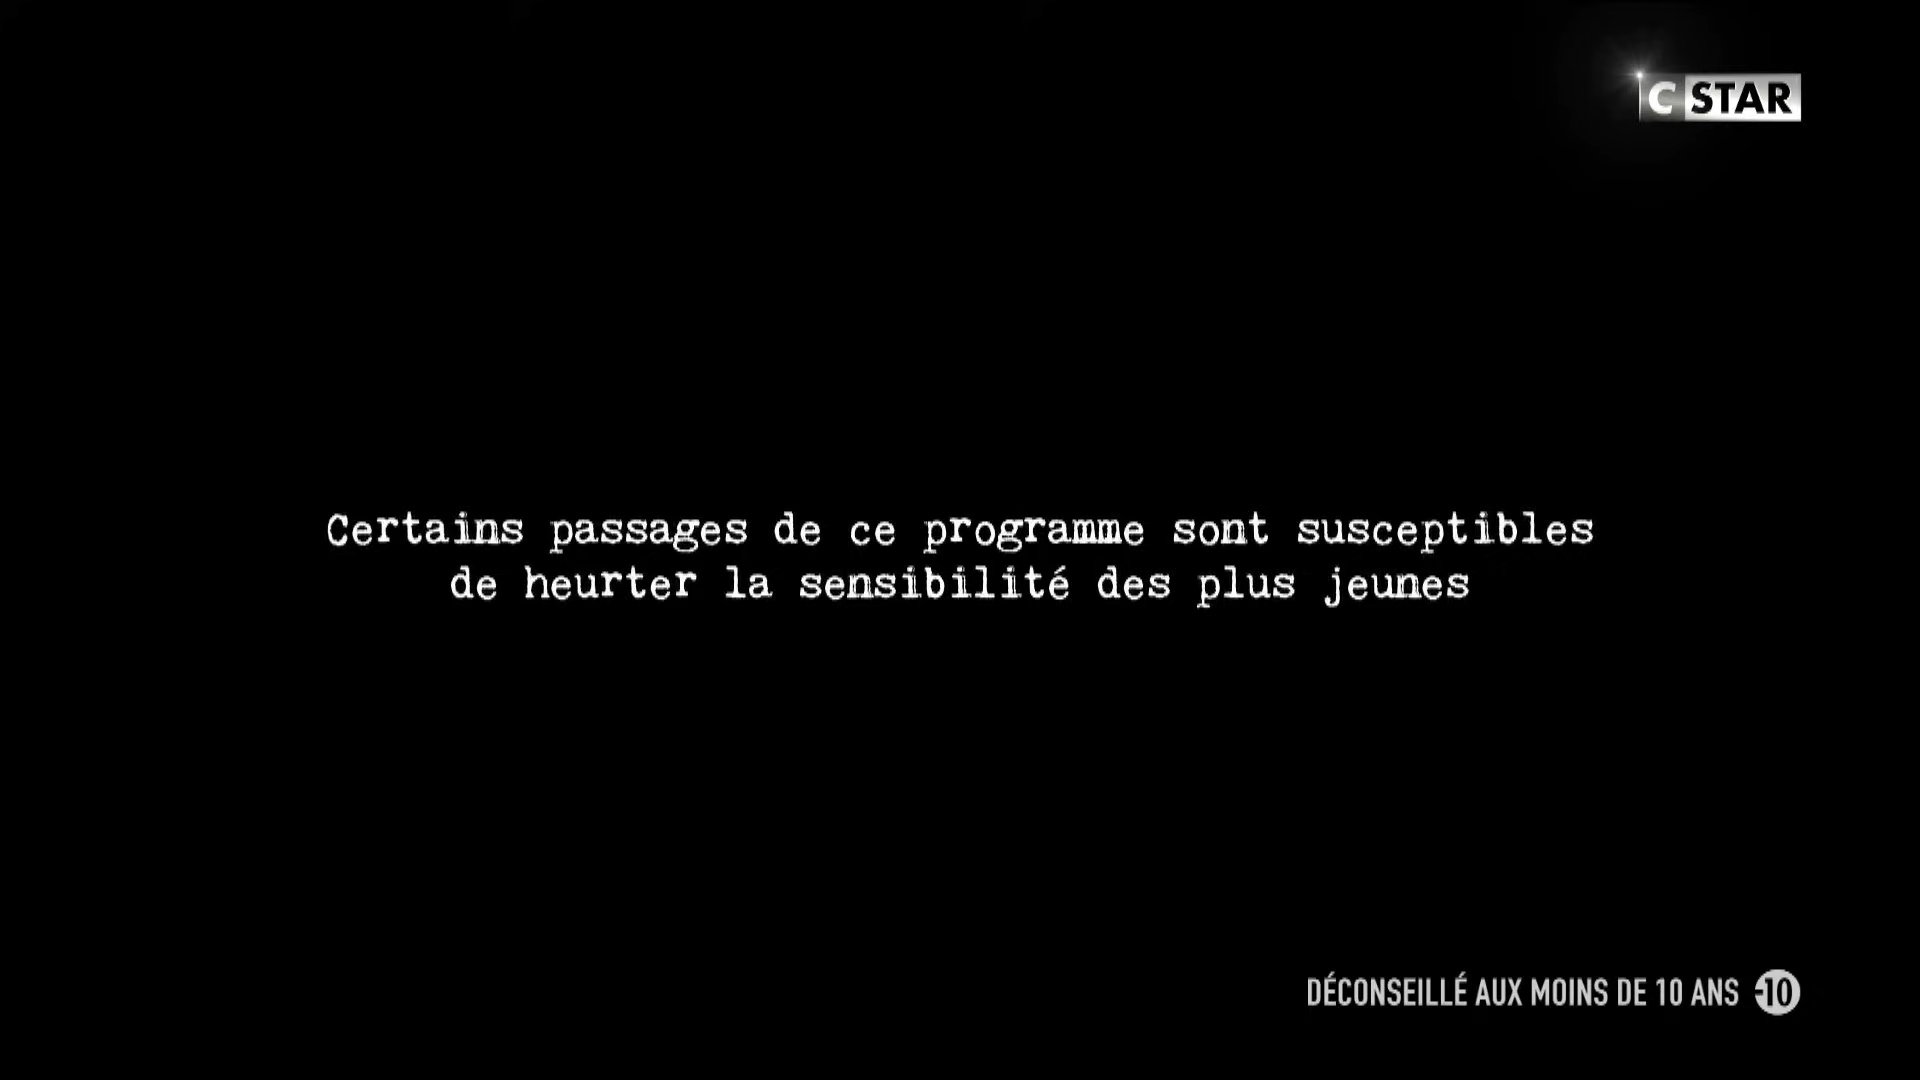 C STAR
Certains passages de ce programme sont susceptibles
de heurter la sensibilité des plus jeunes
DÉCONSEILLÉ AUX MOINS DE 10 ANS -10